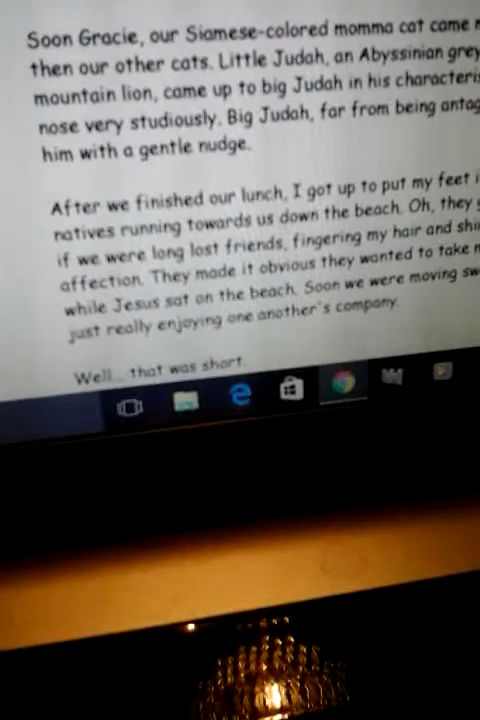 Soon Gracie, our Siamese-colored momma cat came
then our other cats. Little Judah, an Abyssinian grey
mountain lion, came up to big Judah in his
nose very studiously. Big Judah, far from being
him with a gentle nudge.
After we finished our lunch, I got up to put my feet
natives running towards us down the beach. Oh, they
if we were long lost friends, fingering my hair and
affection. They made it obvious they wanted to take
while Jesus sat on the beach. Soon we were moving
just really enjoying one another's company.
Well... that was short.